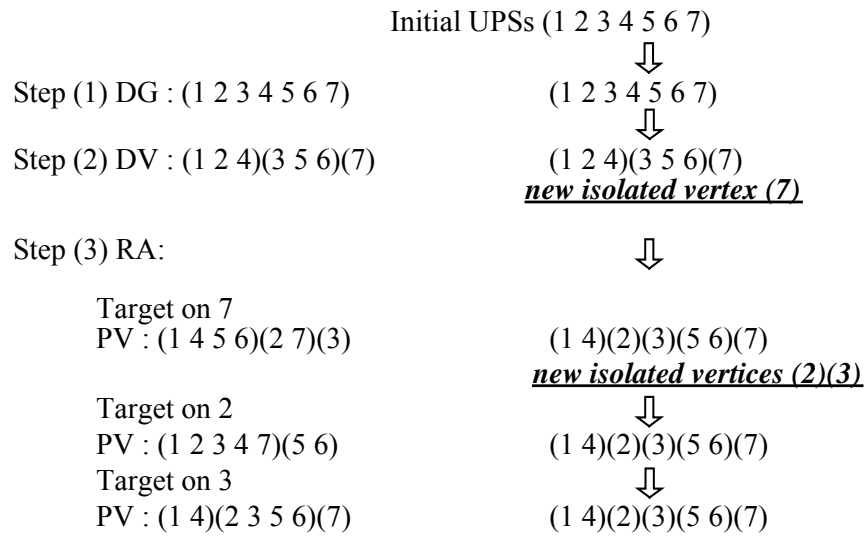 Initial UPSs (1 2 3 4 5 6 7)
Step (1) DG : (1 2 3 4 5 6 7) (1 2 3 4 5 6 7)
Step (2) DV : (1 2 4)(3 5 6)(7) (1 2 4)(3 5 6)(7)
new isolated vertex (7)
Step (3) RA:
Target on 7
PV : (1 4 5 6)(2 7)(3) (1 4)(2)(3)(5 6)(7)
new isolated vertices (2)(3)
Target on 2
PV : (1 2 3 4 7)(5 6) (1 4)(2)(3)(5 6)(7)
Target on 3
PV : (1 4)(2 3 5 6)(7) (1 4)(2)(3)(5 6)(7)